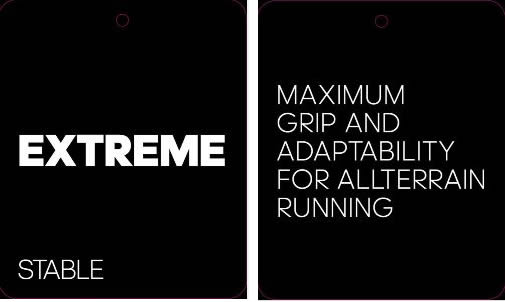 EXTREME
STABLE
MAXIMUM
GRIP AND
ADAPTABILITY
FOR ALLTERRAIN
RUNNING